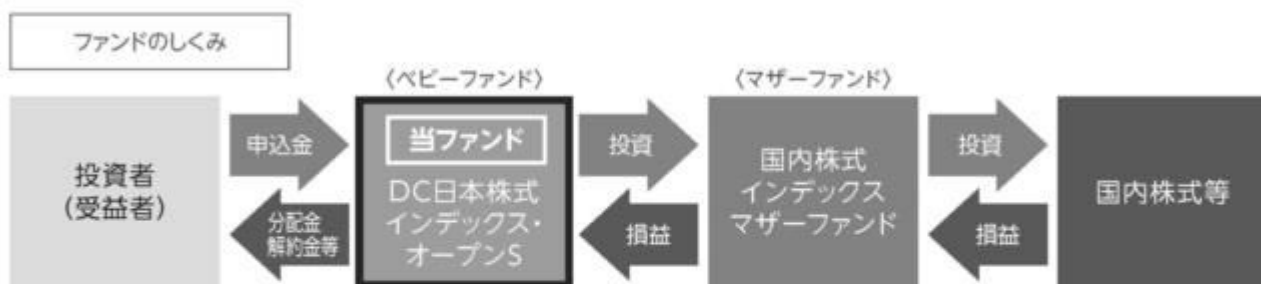 ファンドのしくみ
〈ベビーファンド〉
〈マザーファンド〉
投資者
(受益者)
申込金
分配金
解約金等
当ファンド
DC日本株式
インデックス・
オープンS
投資
損益
国内株式
インデックス
マザーファンド
投資
損益
国内株式等